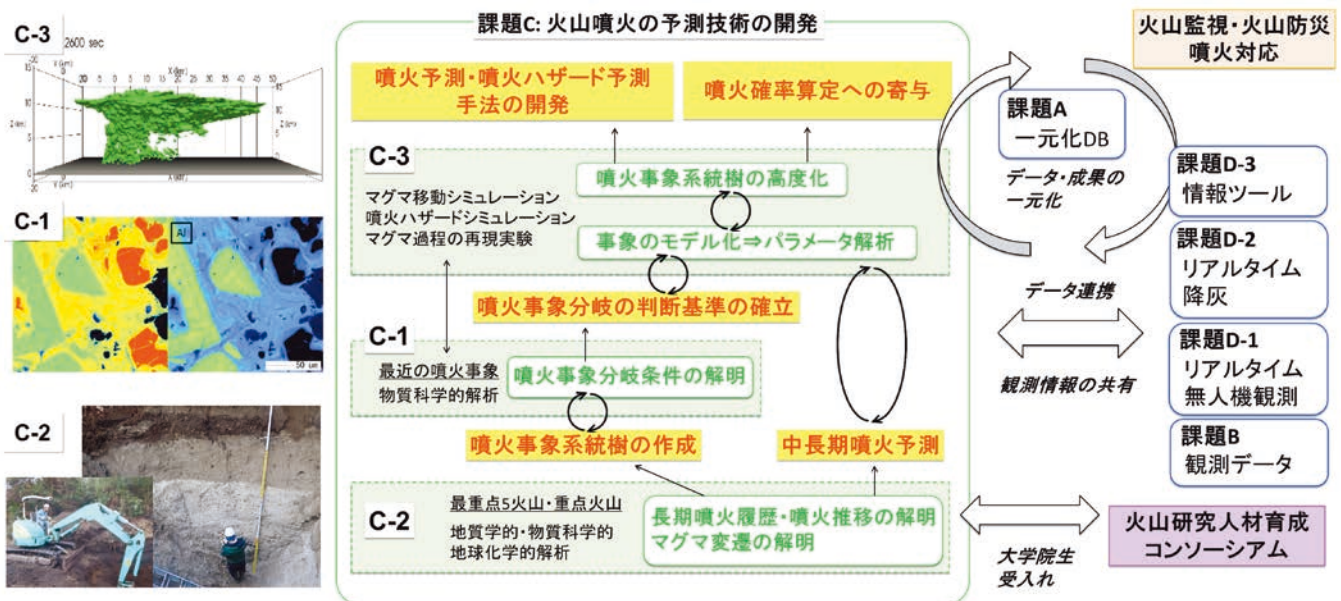 課題C: 火山噴火の予測技術の開発
C-3
2600 sec
X (km)
0 5 10 15 20 25 30 35 40 45 50
Z (km)
C-1
Al
50 um
C-2
噴火予測・噴火ハザード予測
手法の開発
噴火確率算定への寄与
C-3
噴火事象系統樹の高度化
マグマ移動シミュレーション
噴火ハザードシミュレーション
マグマ過程の再現実験
事象のモデル化⇒パラメータ解析
噴火事象分岐の判断基準の確立
C-1
最近の噴火事象
物質科学的解析
噴火事象分岐条件の解明
噴火事象系統樹の作成
中長期噴火予測
最重点5火山・重点火山
C-2
地質学的・物質科学的
地球化学的解析
長期噴火履歴・噴火推移の解明
マグマ変遷の解明
火山監視・火山防災
噴火対応
課題A
一元化DB
データ・成果の
一元化
課題D-3
情報ツール
課題D-2
リアルタイム
降灰
データ連携
観測情報の共有
課題D-1
リアルタイム
無人機観測
課題B
観測データ
大学院生
受入れ
火山研究人材育成
コンソーシアム